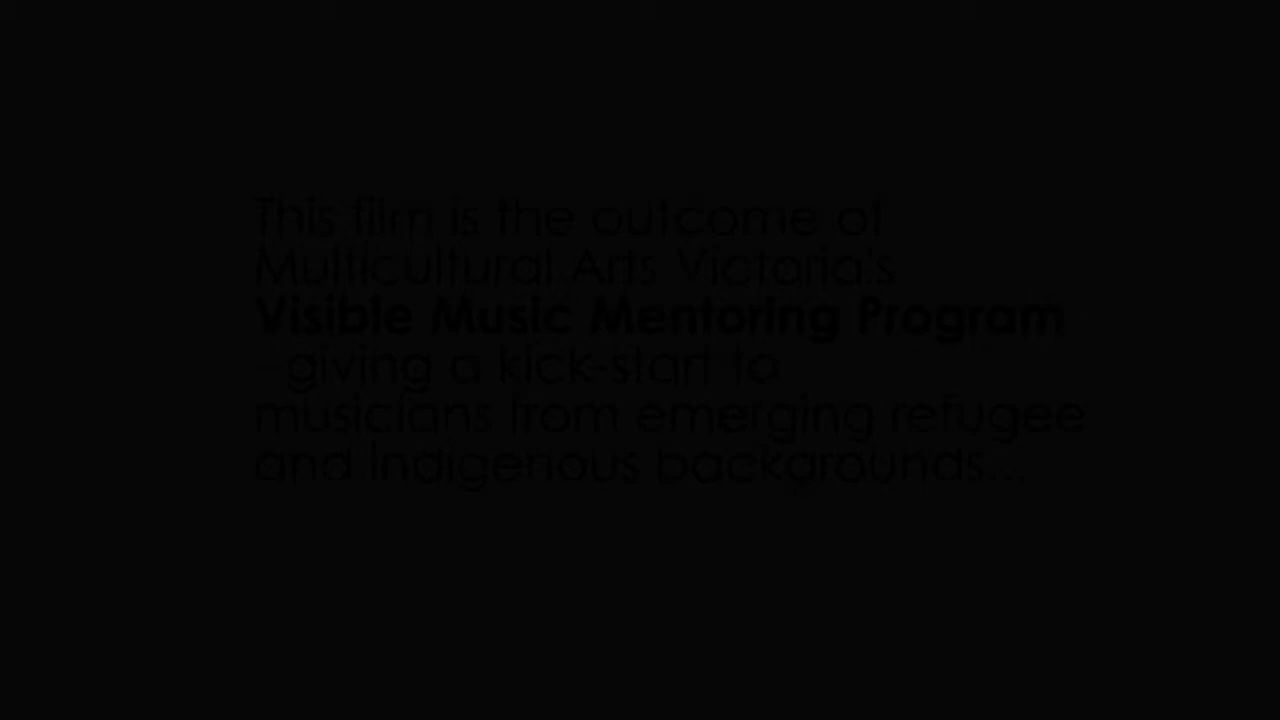 This film is the outcome of
Multicultural Arts Victoria's
Visible Music Mentoring Program
–giving a kick-start to
musicians from emerging refugee
and Indigenous backgrounds...